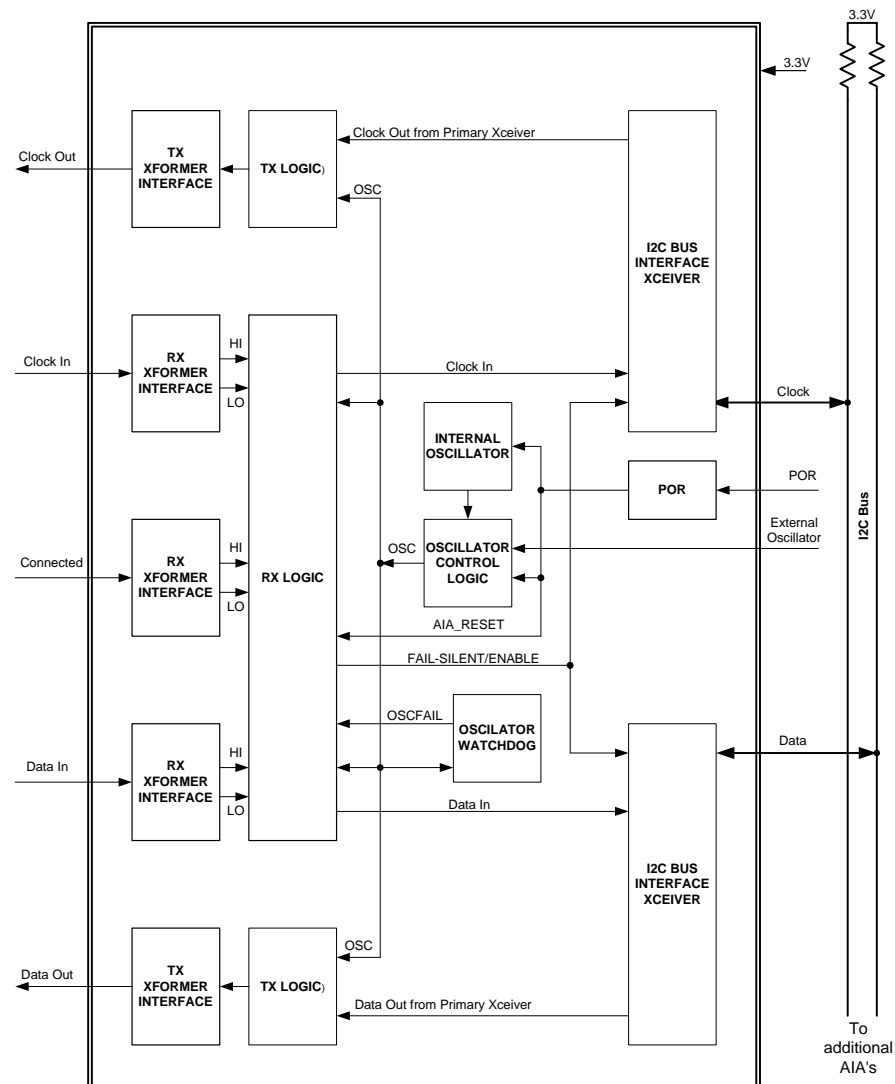 3.3V
3.3V
Clock Out
TX
XFORMER
INTERFACE
TX LOGIC)
Clock Out from Primary Xceiver
OSC
I2C BUS
INTERFACE
XCEIVER
Clock In
RX
XFORMER
INTERFACE
HI
LO
Clock In
Clock
INTERNAL
OSCILLATOR
POR
POR
External
Oscillator
I2C Bus
Connected
RX
XFORMER
INTERFACE
HI
LO
RX LOGIC
OSC
OSCILLATOR
CONTROL
LOGIC
AIA_RESET
FAIL-SILENT/ENABLE
OSCFAIL
OSCILATOR
WATCHDOG
Data
Data In
RX
XFORMER
INTERFACE
HI
LO
Data In
I2C BUS
INTERFACE
XCEIVER
Data Out
TX
XFORMER
INTERFACE
TX LOGIC)
OSC
Data Out from Primary Xceiver
To
additional
AIA's